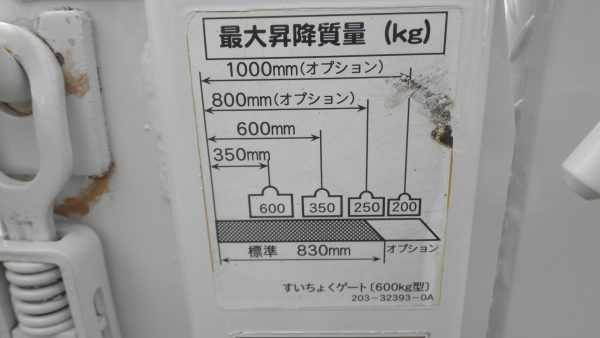 最大昇降質量 (kg)
1000mm(オプション)
800mm(オプション)
600mm
350mm
600 350 250 200
標準 830mm オプション
すいちょくゲート〔600kg型〕
203-32393-0A